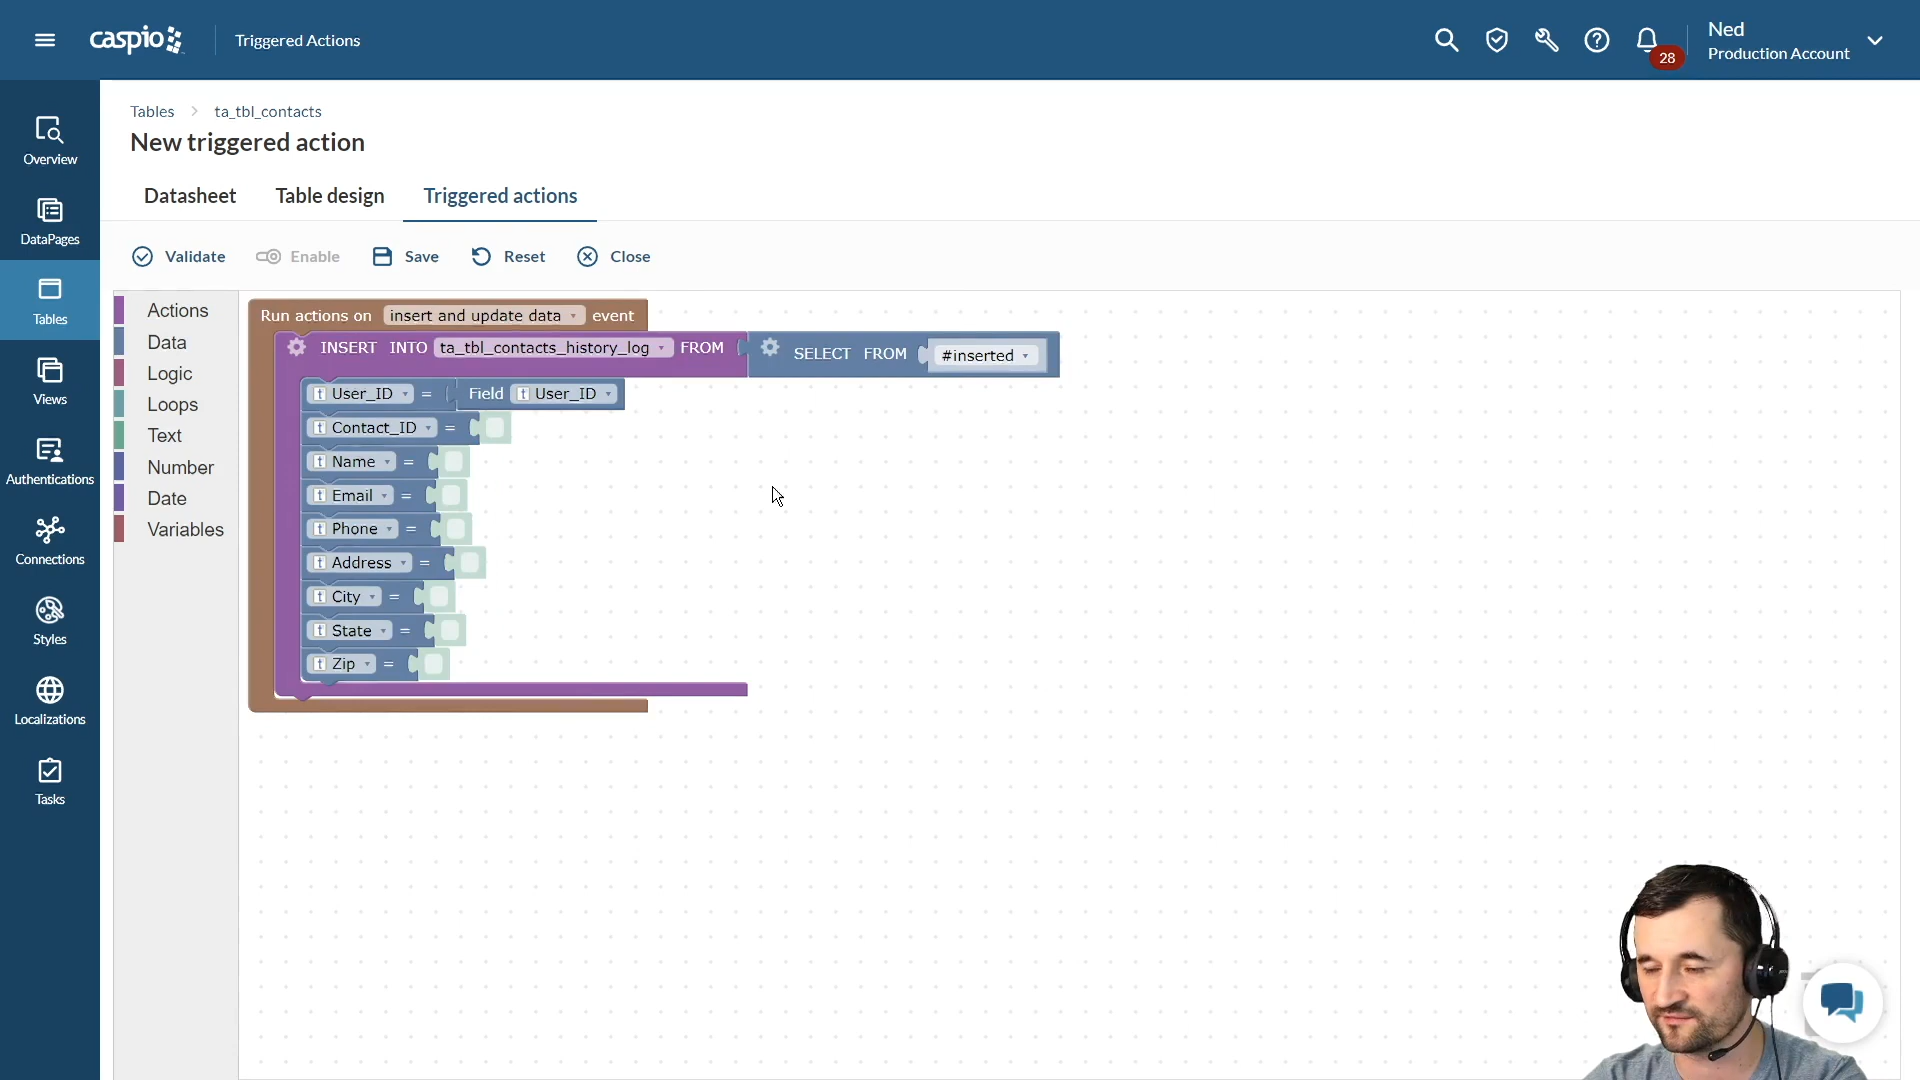 caspio
Triggered Actions
28
Ned
Production Account
Overview
DataPages
Tables
Views
Authentications
Connections
Styles
Localizations
Tasks
Tables > ta_tbl_contacts
New triggered action
Datasheet Table design Triggered actions
Validate Enable Save Reset Close
Actions
Data
Logic
Loops
Text
Number
Date
Variables
Run actions on insert and update data event
INSERT INTO ta_tbl_contacts_history_log FROM SELECT FROM #inserted
t User_ID = Field t User_ID
t Contact_ID =
t Name =
t Email =
t Phone =
t Address =
t City =
t State =
t Zip =